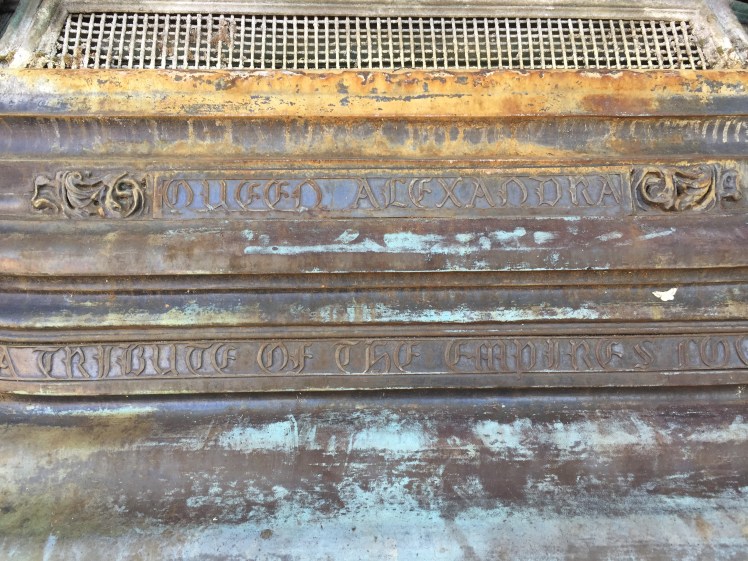 QUEEN ALEXANDRA
A TRIBUTE OF THE EMPIRES